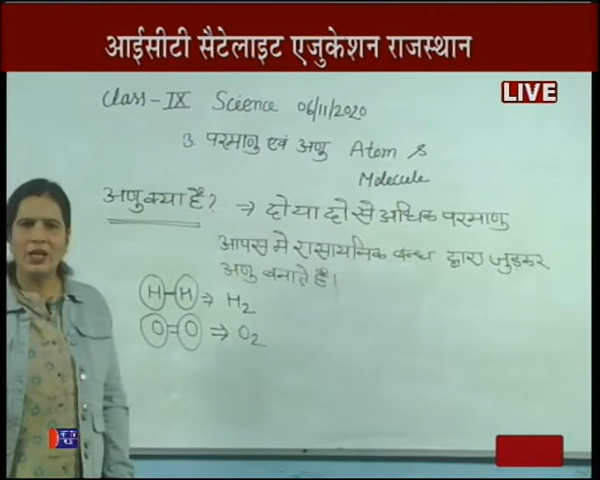 आईसीटी सैटेलाइट एजुकेशन राजस्थान
LIVE
Class-IX Science 06/11/2020
3. परमाणु एवं अणु Atom &
Molecule
अणु क्या है? → दो या दो से अधिक परमाणु
आपस मे रासायनिक बन्ध द्वारा जुडकर
अणु बनाते है।
H-H ⇒ H₂
O=O ⇒ O₂